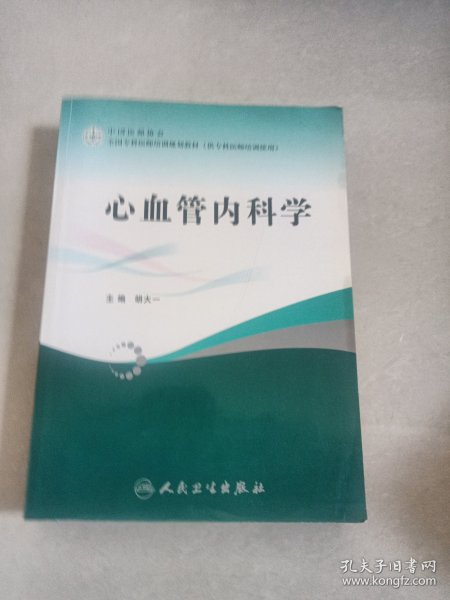 中国医师协会
全国专科医师培训规划教材（供专科医师培训使用）
心血管内科学
主编 胡大一
人民卫生出版社
孔夫子旧书网
www.kongfz.com